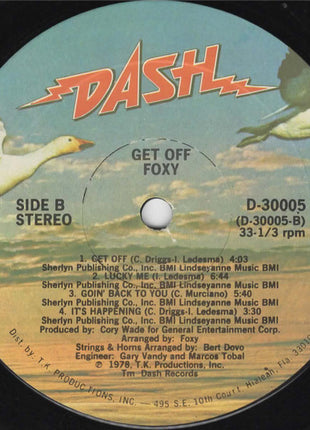 DASH
GET OFF
FOXY
SIDE B
STEREO
D-30005
(D-30005-B)
33-1/3 rpm
1. GET OFF (C. Driggs-I. Ledesma) 4:03
Sherlyn Publishing Co., Inc. BMI Lindseyanne Music BMI
2. LUCKY ME (I. Ledesma) 6:44
Sherlyn Publishing Co., Inc. BMI Lindseyanne Music BMI
3. GOIN' BACK TO YOU (C. Murciano) 5:40
Sherlyn Publishing Co., Inc. BMI Lindseyanne Music BMI
4. IT'S HAPPENING (C. Driggs-I. Ledesma) 3:30
Sherlyn Publishing Co., Inc. BMI Lindseyanne Music BMI
Produced by: Cory Wade for General Entertainment Corp.
Arranged by: Foxy
Strings & Horns Arranged by: Bert Dovo
Engineer: Gary Vandy and Marcos Tobal
℗ 1978, T.K. Productions, Inc.
Tm Dash Records
Dist. by: T.K. PRODUCTIONS, INC. — 495 S.E. 10th Court, Hialeah, Fla.